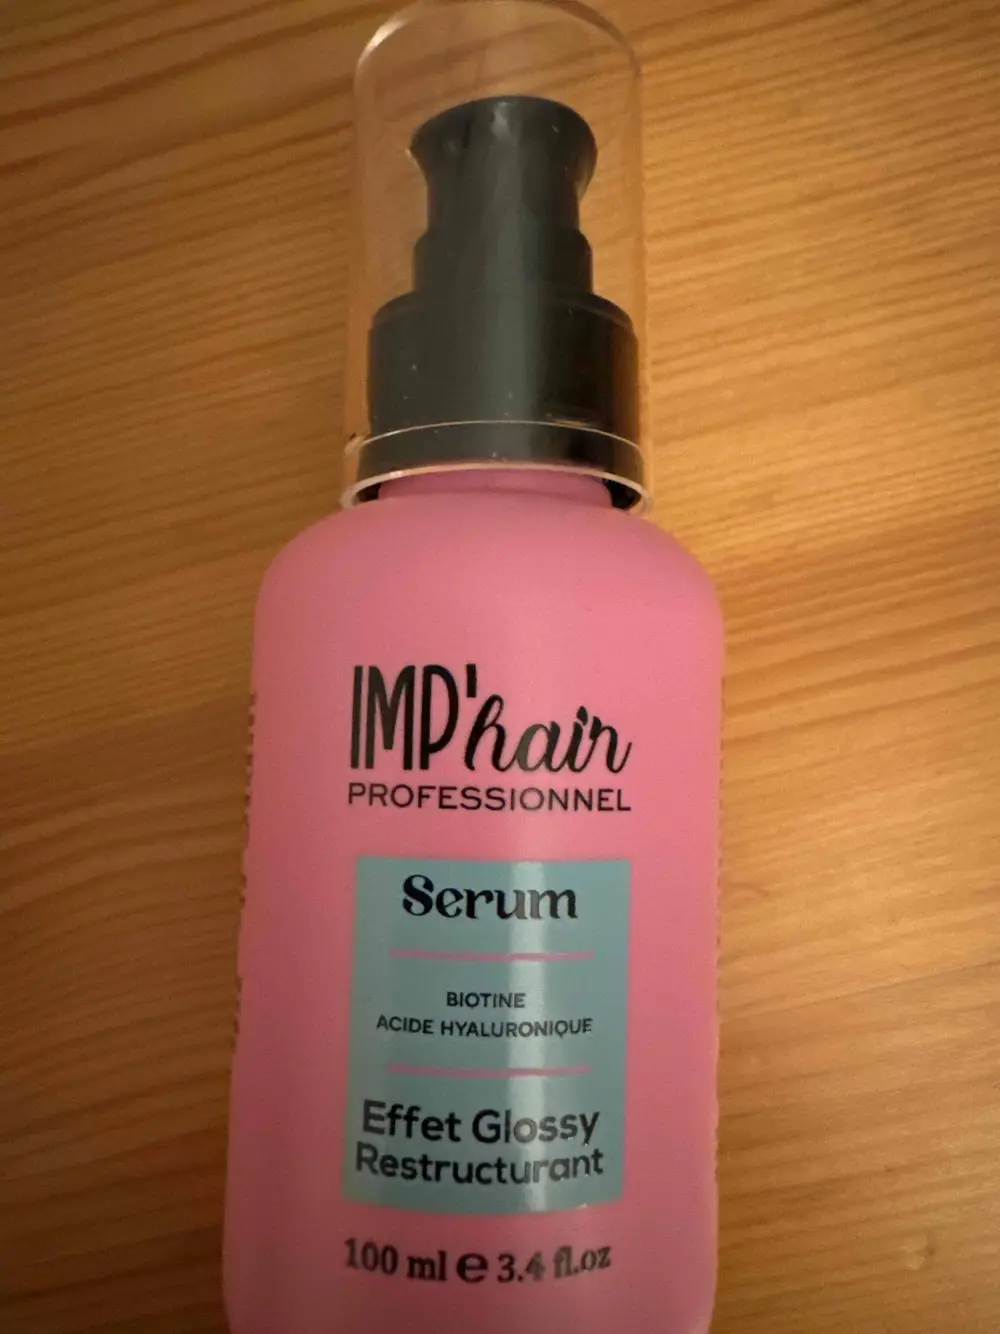 IMP'hair
PROFESSIONNEL
Serum
BIOTINE
ACIDE HYALURONIQUE
Effet Glossy
Restructurant
100 ml e 3.4 fl.oz